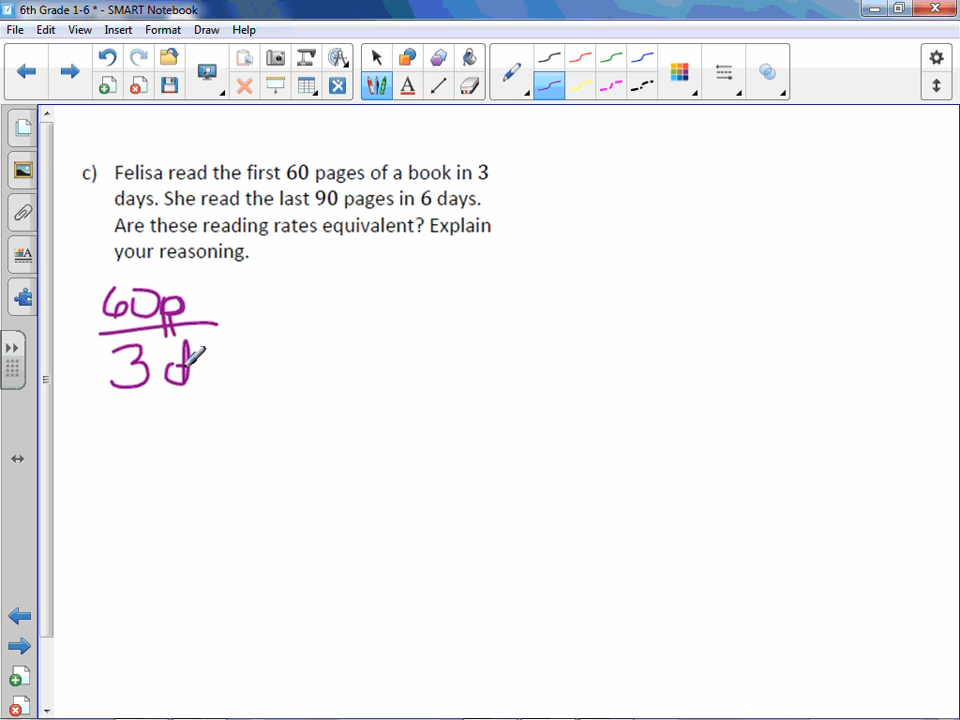 6th Grade 1-6 * - SMART Notebook
File Edit View Insert Format Draw Help
c) Felisa read the first 60 pages of a book in 3
days. She read the last 90 pages in 6 days.
Are these reading rates equivalent? Explain
your reasoning.
60p
3 d